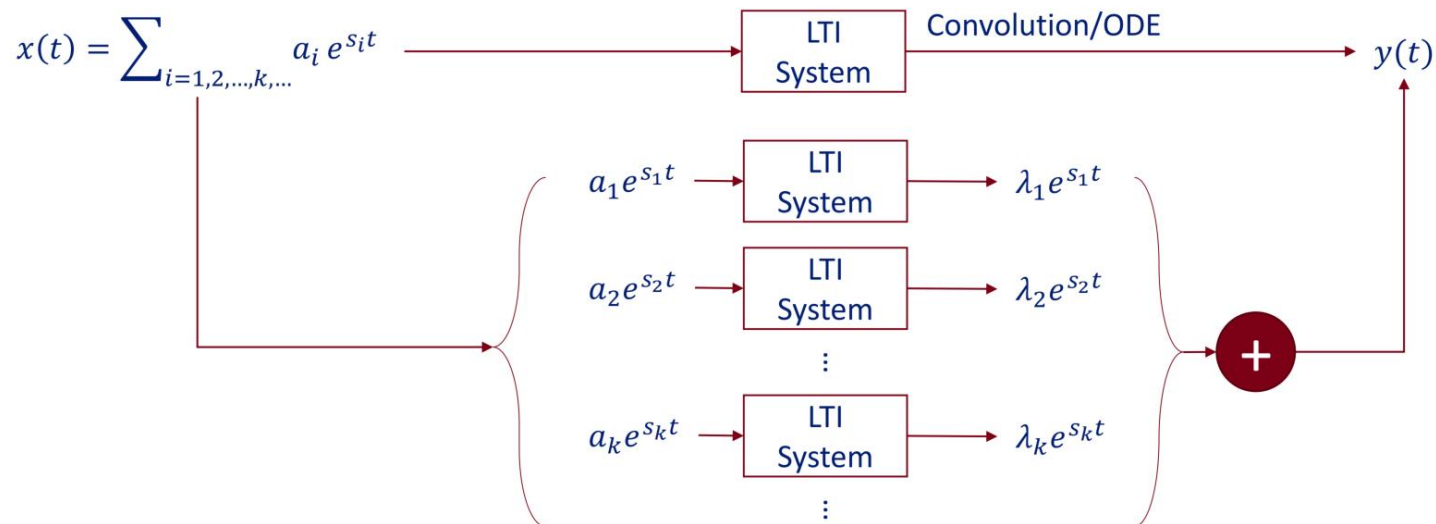 x(t) = ∑_{i=1,2,…,k,…} a_i e^{s_i t}
LTI
System
Convolution/ODE
y(t)
a_1 e^{s_1 t}
LTI
System
λ_1 e^{s_1 t}
a_2 e^{s_2 t}
LTI
System
λ_2 e^{s_2 t}
⋮
+
a_k e^{s_k t}
LTI
System
λ_k e^{s_k t}
⋮